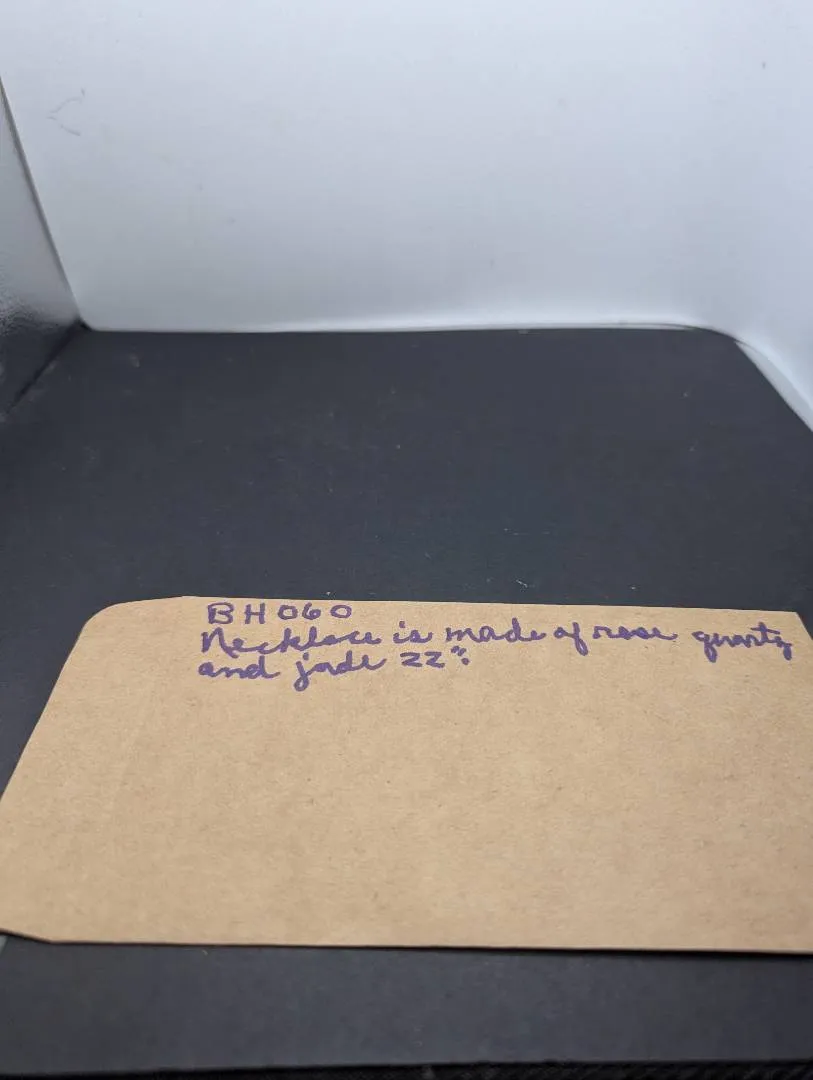 BH060
Necklace is made of rose quartz
and jade 22".